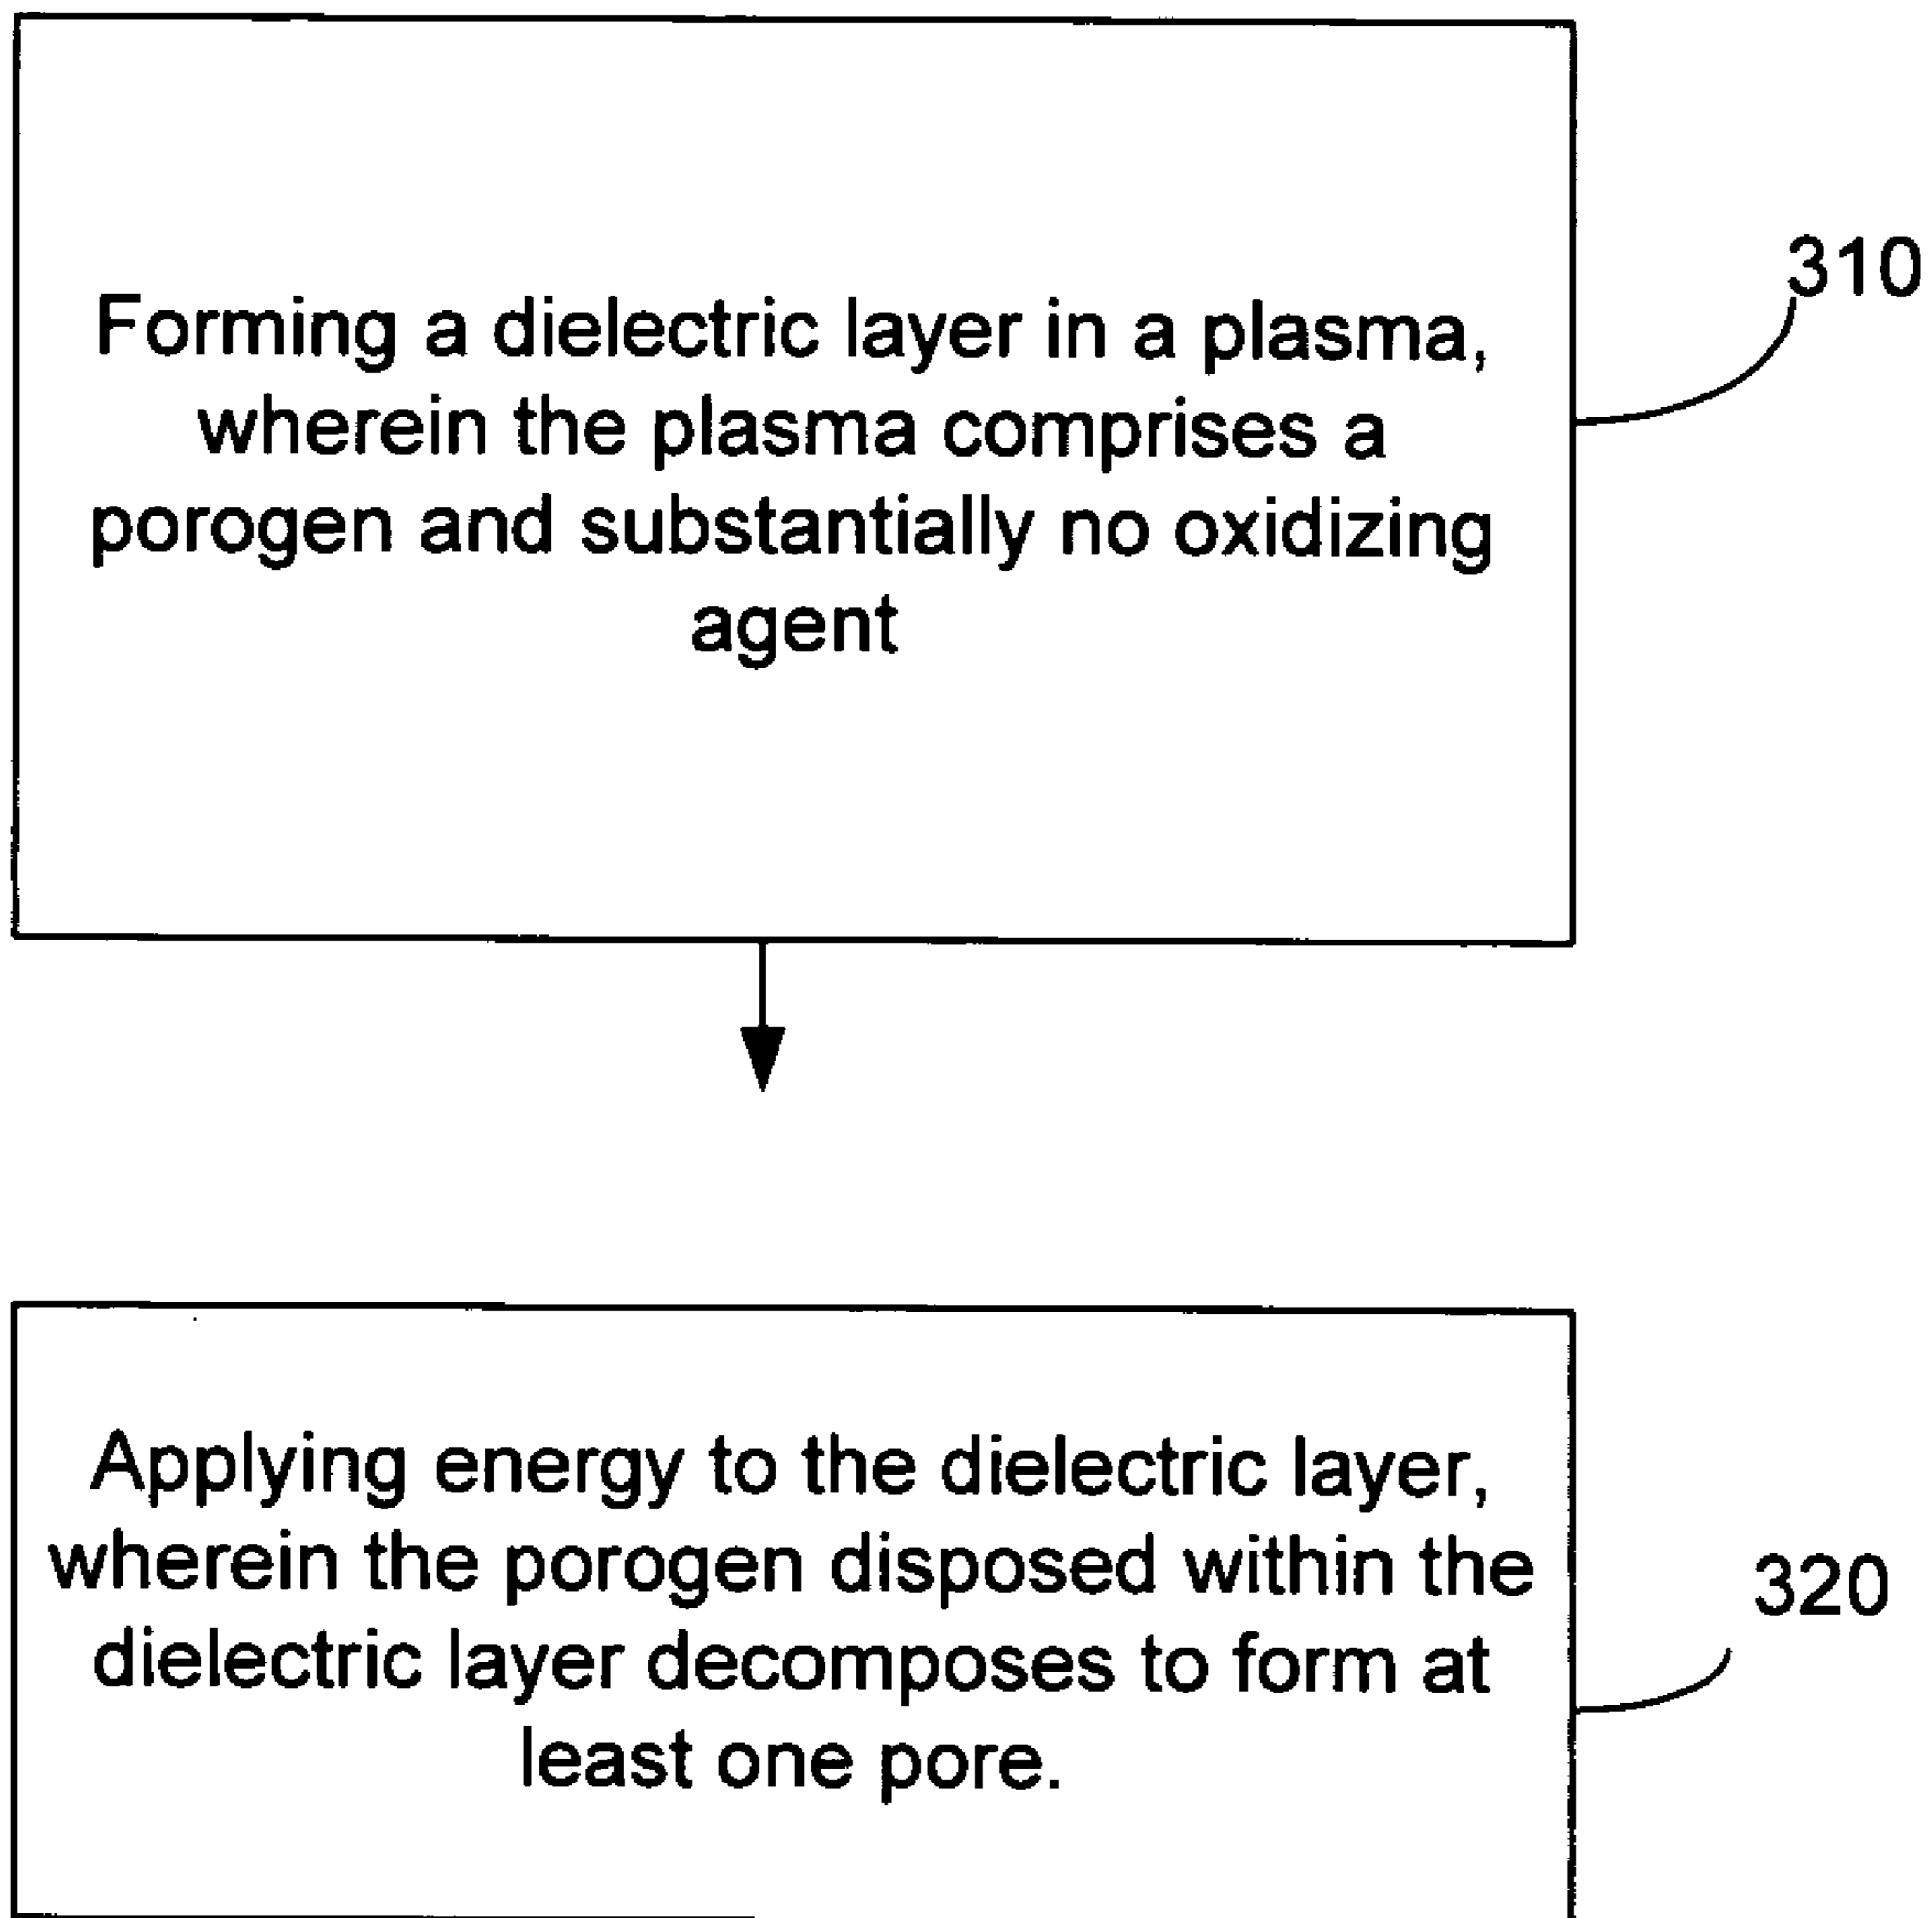 310
Forming a dielectric layer in a plasma,
wherein the plasma comprises a
porogen and substantially no oxidizing
agent
Applying energy to the dielectric layer,
wherein the porogen disposed within the
320
dielectric layer decomposes to form at
least one pore.